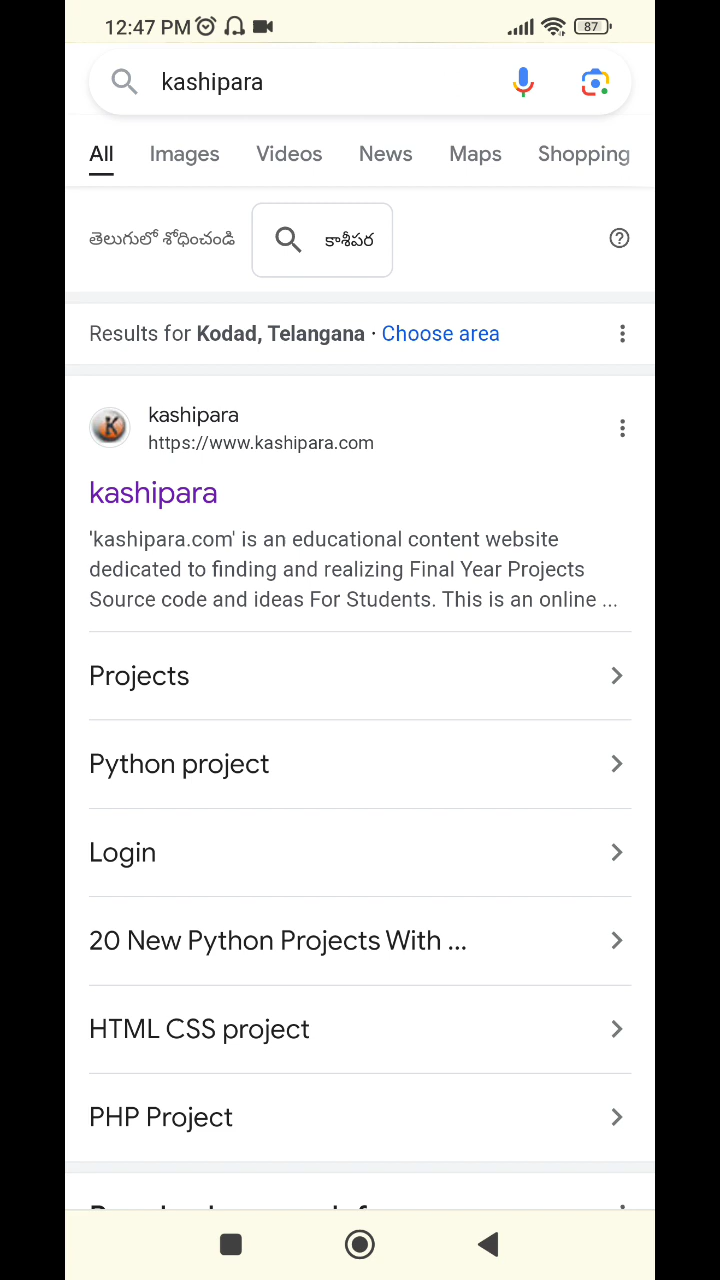 12:47 PM 87
kashipara
All Images Videos News Maps Shopping
తెలుగులో శోధించండి కాశీపర
Results for Kodad, Telangana · Choose area
kashipara
https://www.kashipara.com
kashipara
'kashipara.com' is an educational content website
dedicated to finding and realizing Final Year Projects
Source code and ideas For Students. This is an online ...
Projects
Python project
Login
20 New Python Projects With ...
HTML CSS project
PHP Project